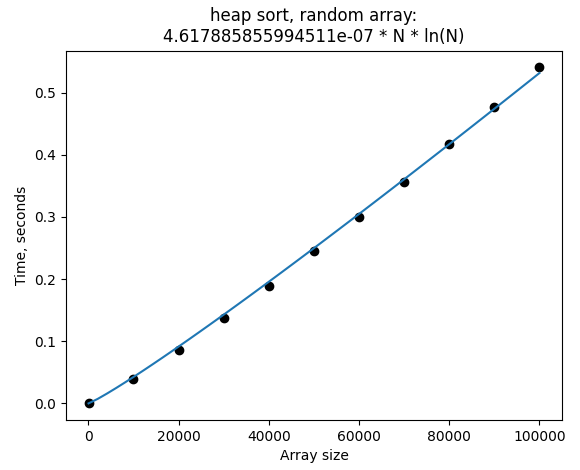 heap sort, random array:
4.617885855994511e-07 * N * ln(N)
Time, seconds
0.5
0.4
0.3
0.2
0.1
0.0
0 20000 40000 60000 80000 100000
Array size